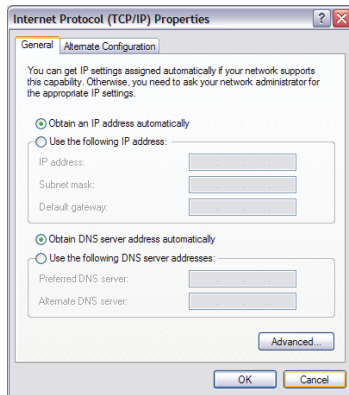 Internet Protocol (TCP/IP) Properties
General Alternate Configuration
You can get IP settings assigned automatically if your network supports
this capability. Otherwise, you need to ask your network administrator for
the appropriate IP settings.
Obtain an IP address automatically
Use the following IP address:
IP address:
Subnet mask:
Default gateway:
Obtain DNS server address automatically
Use the following DNS server addresses:
Preferred DNS server:
Alternate DNS server:
Advanced...
OK Cancel